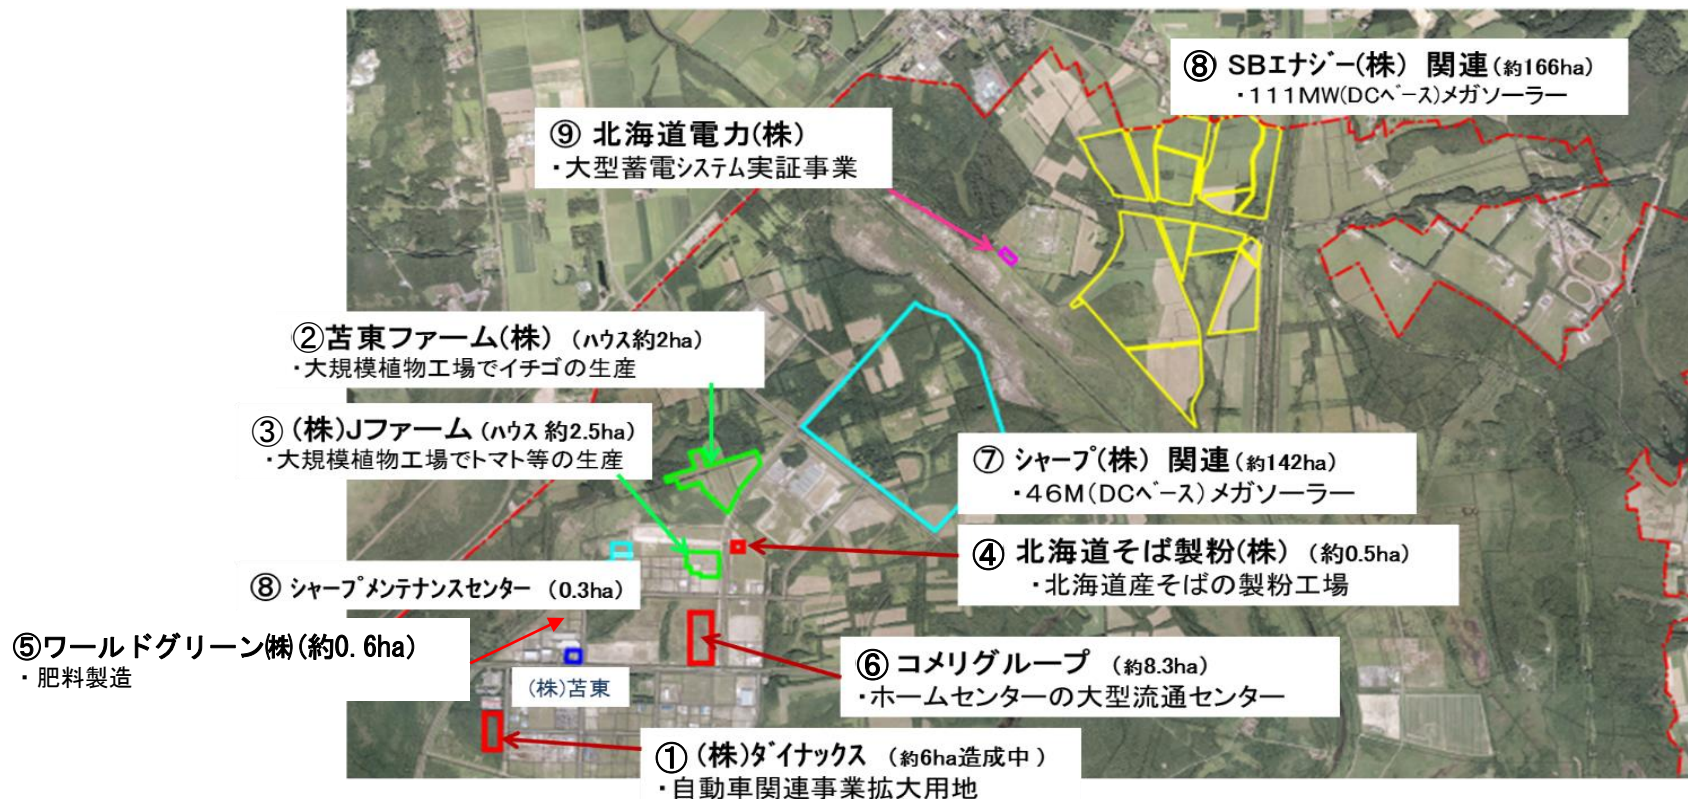 ⑧ SBエナジー(株) 関連(約166ha)
・111MW(DCベース)メガソーラー
⑨ 北海道電力(株)
・大型蓄電システム実証事業
②苫東ファーム(株) (ハウス約2ha)
・大規模植物工場でイチゴの生産
③ (株)Jファーム(ハウス 約2.5ha)
・大規模植物工場でトマト等の生産
⑦ シャープ(株) 関連(約142ha)
・46M(DCベース)メガソーラー
④ 北海道そば製粉(株) (約0.5ha)
・北海道産そばの製粉工場
⑧ シャープメンテナンスセンター (0.3ha)
⑤ワールドグリーン㈱(約0.6ha)
・肥料製造
(株)苫東
⑥ コメリグループ (約8.3ha)
・ホームセンターの大型流通センター
① (株)ダイナックス (約6ha造成中)
・自動車関連事業拡大用地